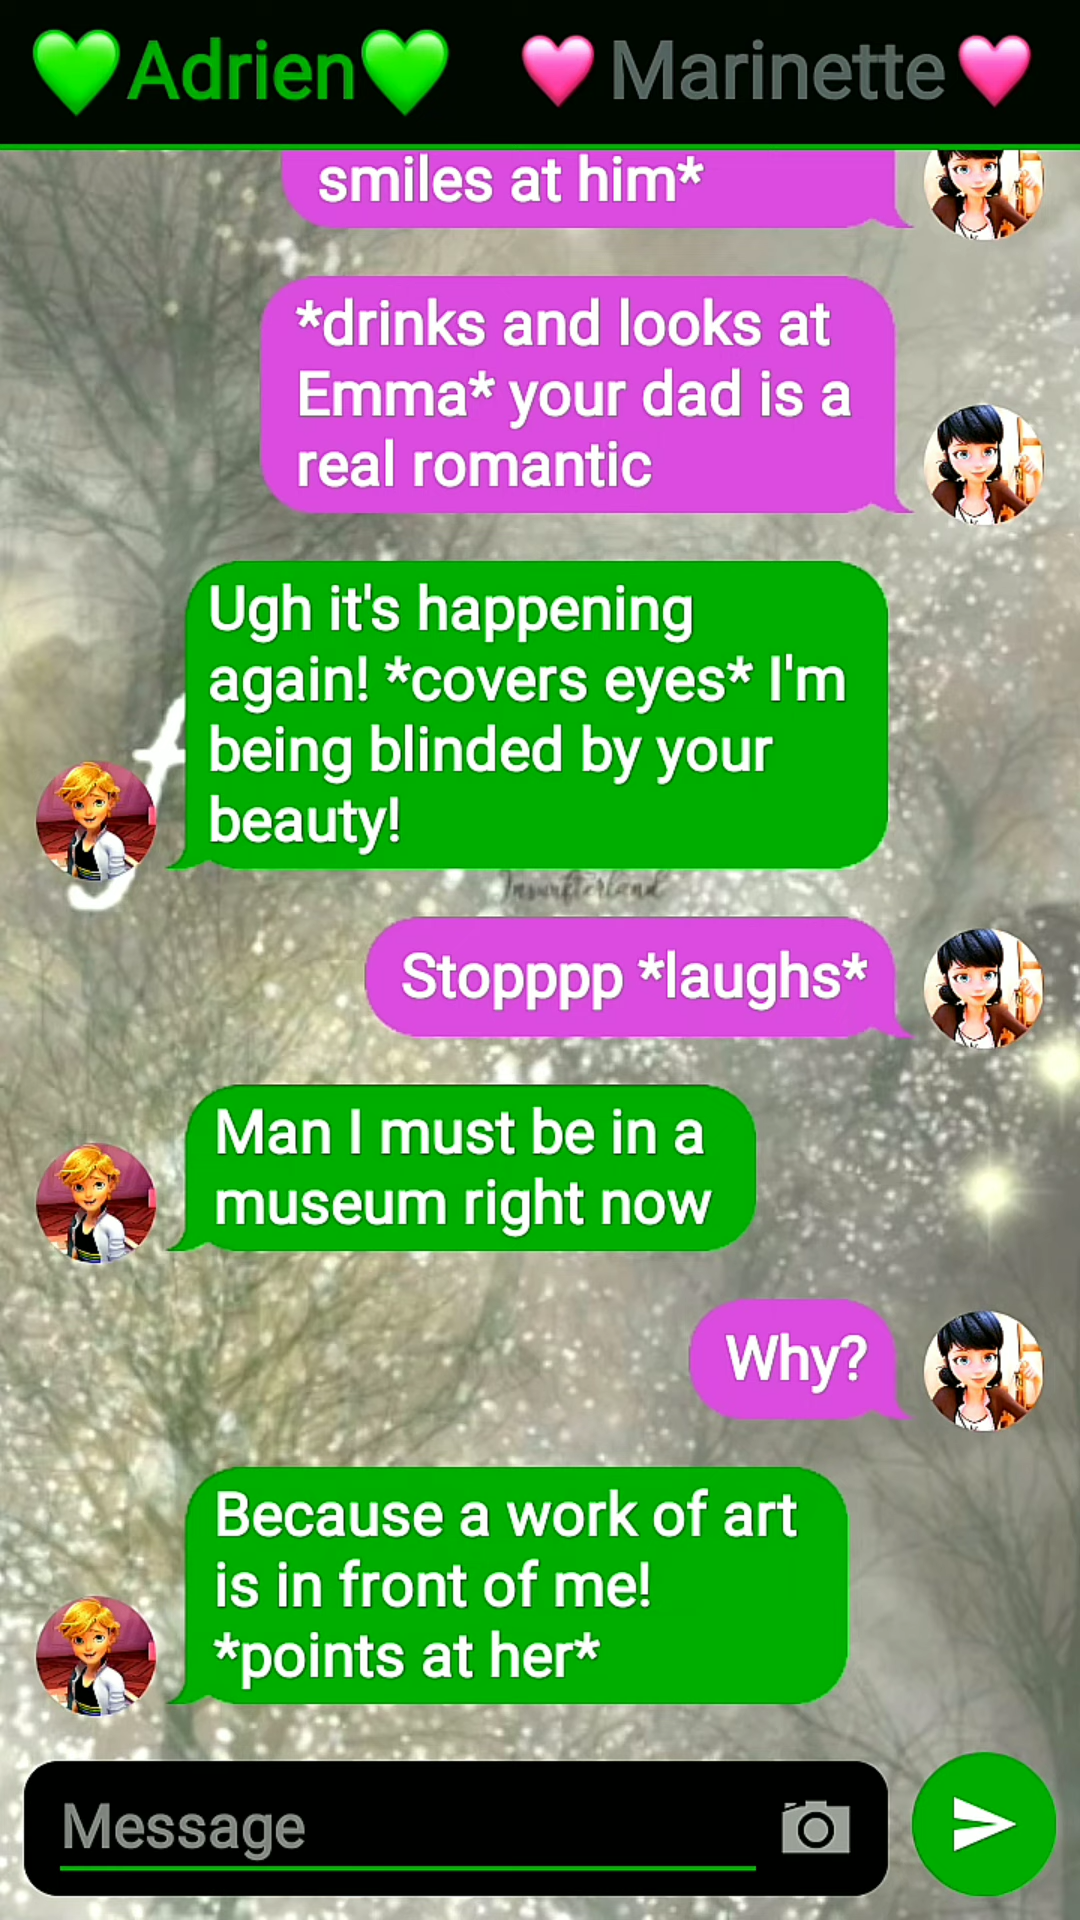 💚Adrien💚 💗Marinette💗
smiles at him*
*drinks and looks at
Emma* your dad is a
real romantic
Ugh it's happening
again! *covers eyes* I'm
being blinded by your
beauty!
Stopppp *laughs*
Man I must be in a
museum right now
Why?
Because a work of art
is in front of me!
*points at her*
Message